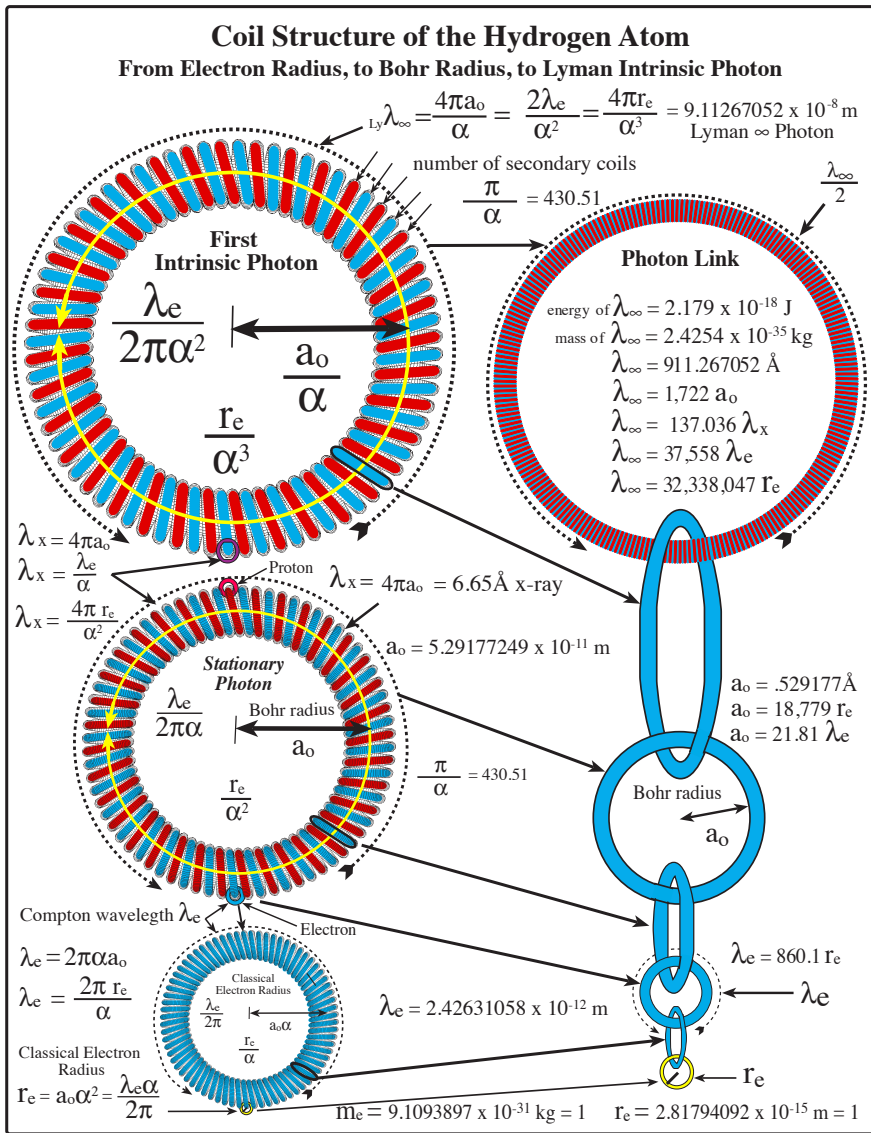 Coil Structure of the Hydrogen Atom
From Electron Radius, to Bohr Radius, to Lyman Intrinsic Photon
Lyλ∞ = 4πaₒ/α = 2λe/α² = 4πre/α³ = 9.11267052 x 10⁻⁸ m
Lyman ∞ Photon
number of secondary coils
π/α = 430.51
λ∞/2
First
Intrinsic Photon
λe/2πα²
aₒ/α
re/α³
Photon Link
energy of λ∞ = 2.179 x 10⁻¹⁸ J
mass of λ∞ = 2.4254 x 10⁻³⁵ kg
λ∞ = 911.267052 Å
λ∞ = 1,722 aₒ
λ∞ = 137.036 λx
λ∞ = 37,558 λe
λ∞ = 32,338,047 re
λx = 4πaₒ
λx = λe/α
λx = 4π re/α²
Proton
λx = 4πaₒ = 6.65Å x-ray
aₒ = 5.29177249 x 10⁻¹¹ m
Stationary
Photon
λe/2πα
Bohr radius
aₒ
re/α²
π/α = 430.51
aₒ = .529177Å
aₒ = 18,779 re
aₒ = 21.81 λe
Bohr radius
aₒ
Compton wavelegth λe
Electron
λe = 2παaₒ
λe = 2π re/α
Classical
Electron Radius
λe/2π
aₒα
re/α
λe = 2.42631058 x 10⁻¹² m
λe = 860.1 re
λe
Classical Electron
Radius
re = aₒα² = λeα/2π
re
me = 9.1093897 x 10⁻³¹ kg = 1
re = 2.81794092 x 10⁻¹⁵ m = 1